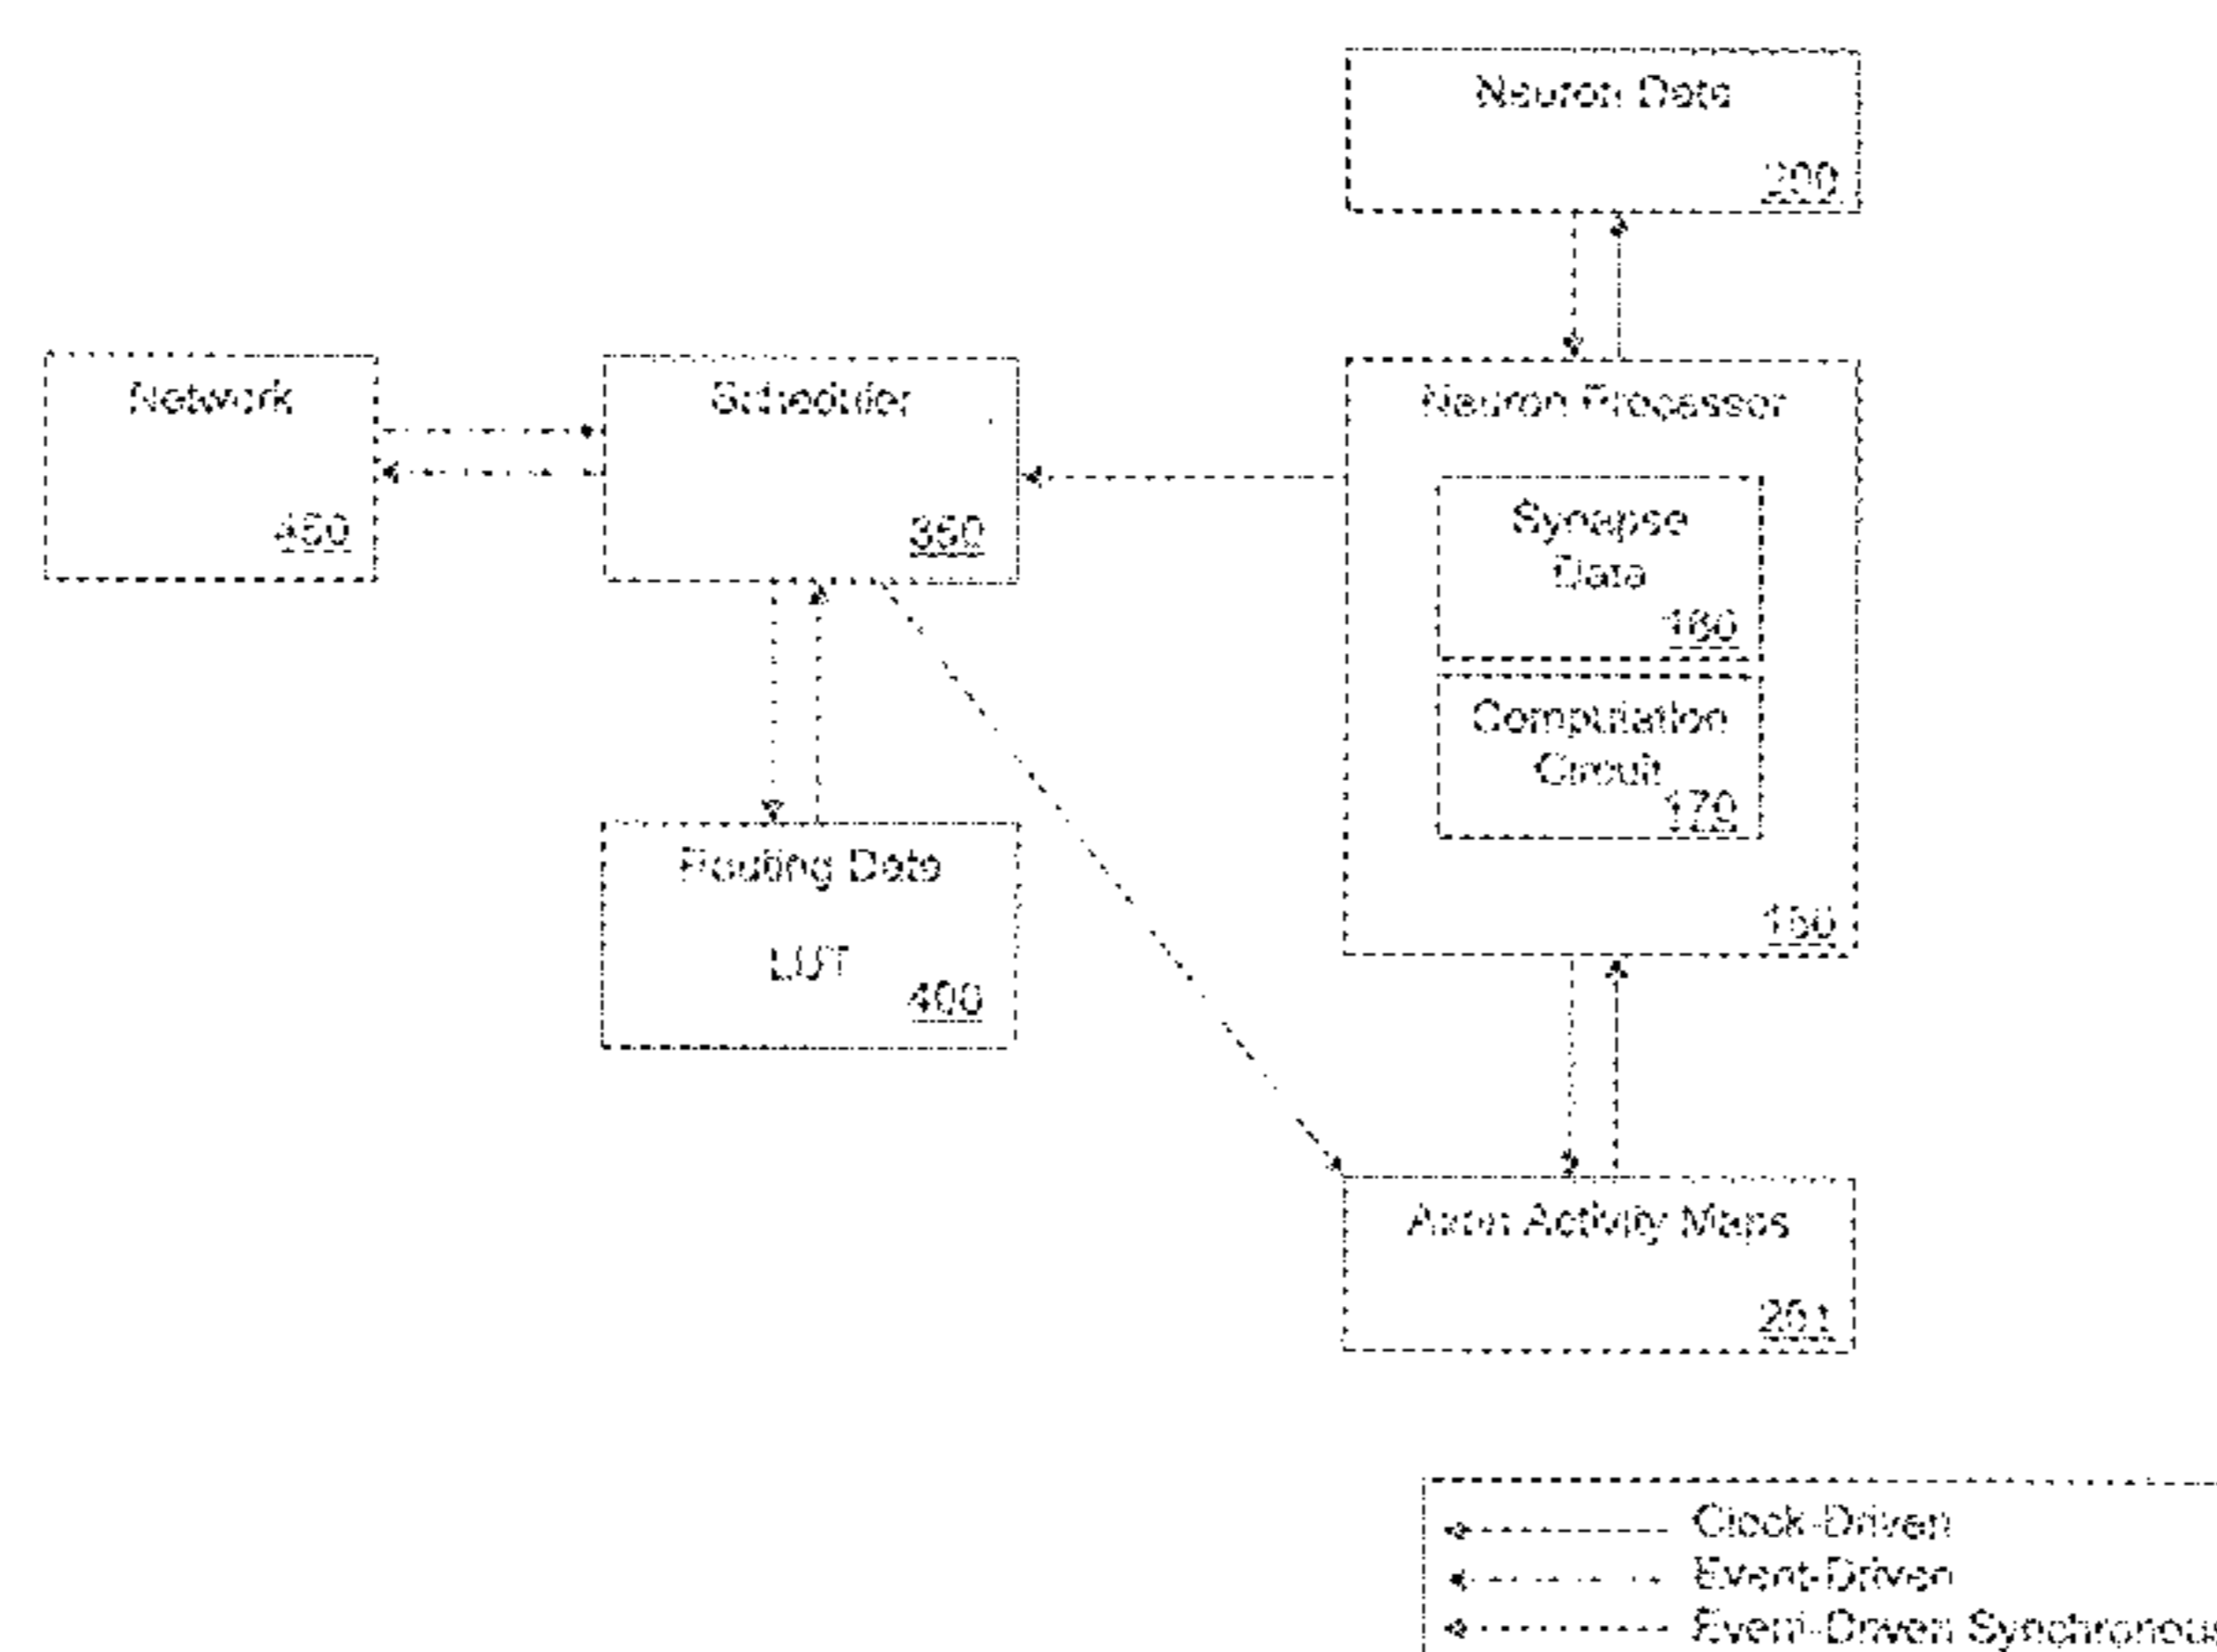 Neuron Data
200
Network
450
Scheduler
350
Neuron Processor
Synapse
Data
160
Computation
Circuit
170
150
Routing Data
LUT
400
Axon Activity Maps
251
Clock-Driven
Event-Driven
Event-Driven Synchronous